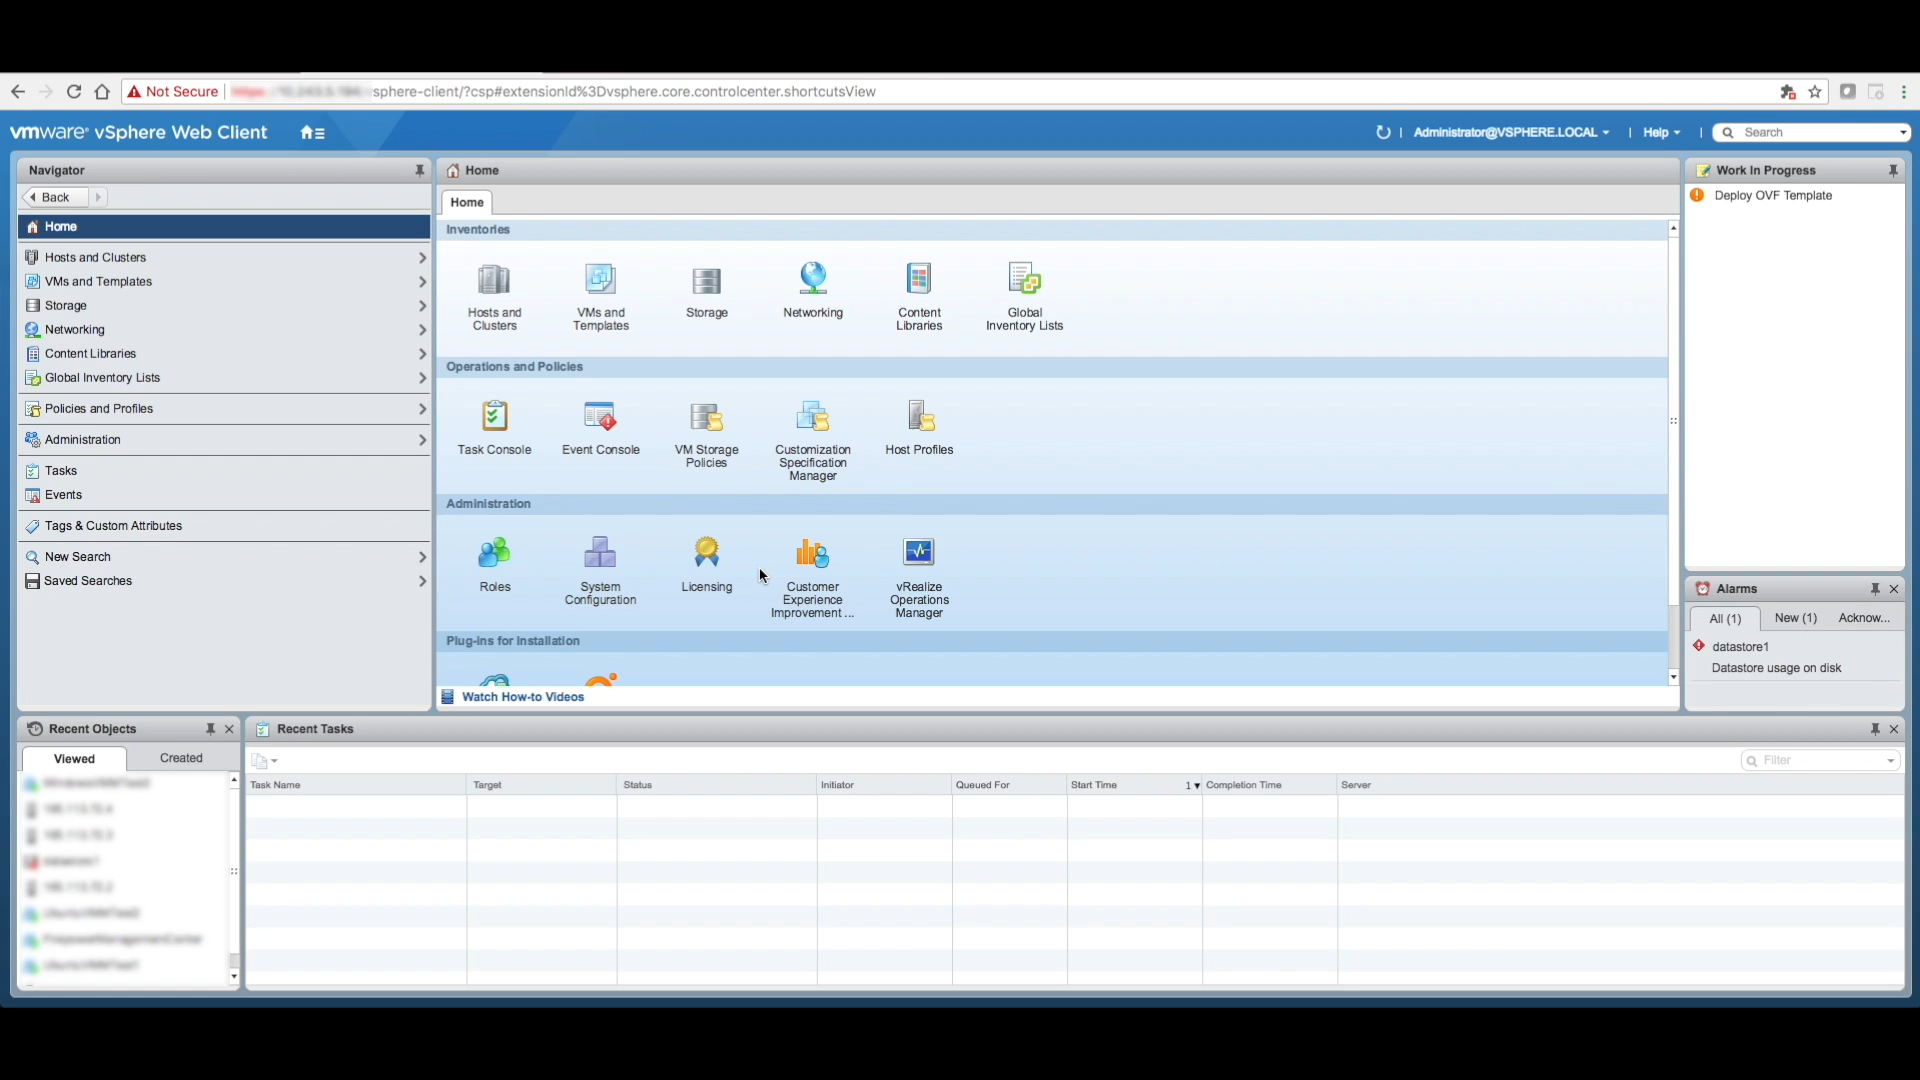 Not Secure
sphere-client/?csp#extensionId%3Dvsphere.core.controlcenter.shortcutsView
vmware® vSphere Web Client
Administrator@VSPHERE.LOCAL
Help
Search
Navigator
Back
Home
Hosts and Clusters
VMs and Templates
Storage
Networking
Content Libraries
Global Inventory Lists
Policies and Profiles
Administration
Tasks
Events
Tags & Custom Attributes
New Search
Saved Searches
Home
Home
Inventories
Hosts and
Clusters
VMs and
Templates
Storage
Networking
Content
Libraries
Global
Inventory Lists
Operations and Policies
Task Console
Event Console
VM Storage
Policies
Customization
Specification
Manager
Host Profiles
Administration
Roles
System
Configuration
Licensing
Customer
Experience
Improvement ...
vRealize
Operations
Manager
Plug-ins for Installation
Watch How-to Videos
Work In Progress
Deploy OVF Template
Alarms
All (1)
New (1)
Acknow...
datastore1
Datastore usage on disk
Recent Objects
Viewed
Created
Recent Tasks
Filter
Task Name
Target
Status
Initiator
Queued For
Start Time
1
Completion Time
Server